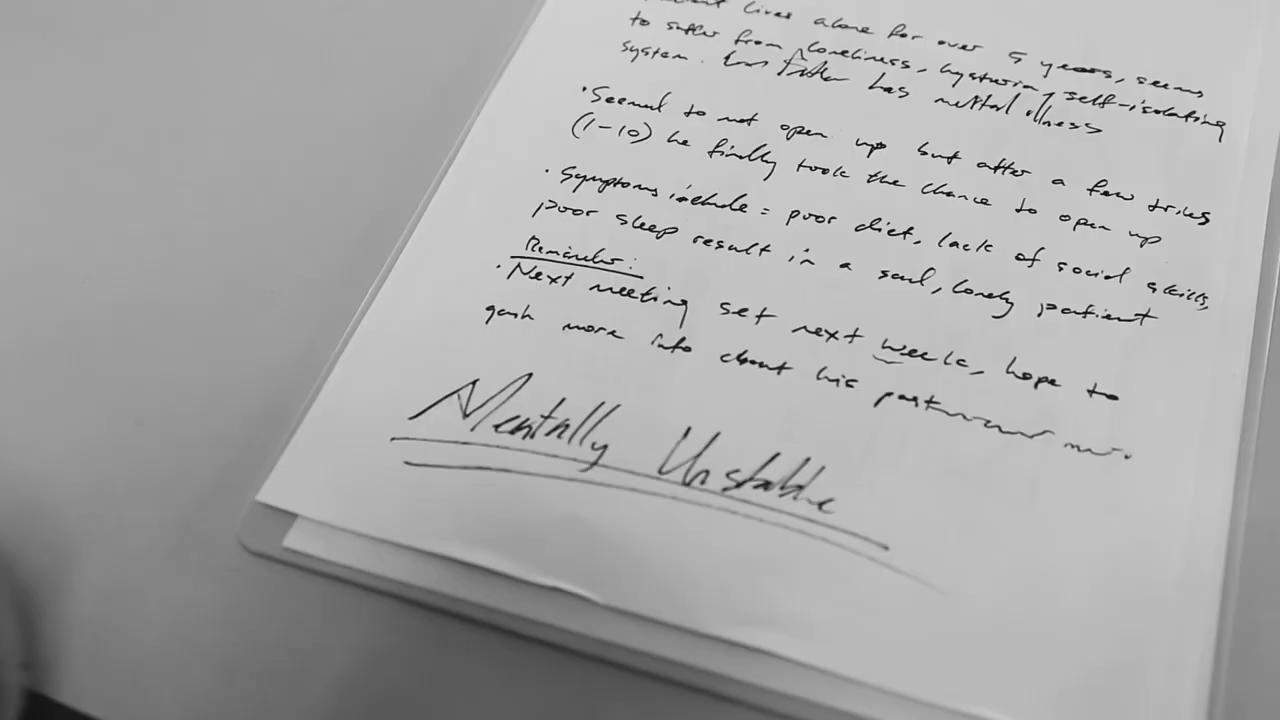 lives alone for over 5 years, seems
to suffer from loneliness, hysteria, self-isolating
system. Father has mental illness
· Seemed to not open up but after a few tries
(1-10) he finally took the chance to open up
· Symptoms include: poor diet, lack of social skills,
poor sleep result in a sad, lonely patient
Reminder:
· Next meeting set next week, hope to
gain more info about his
Mentally Unstable